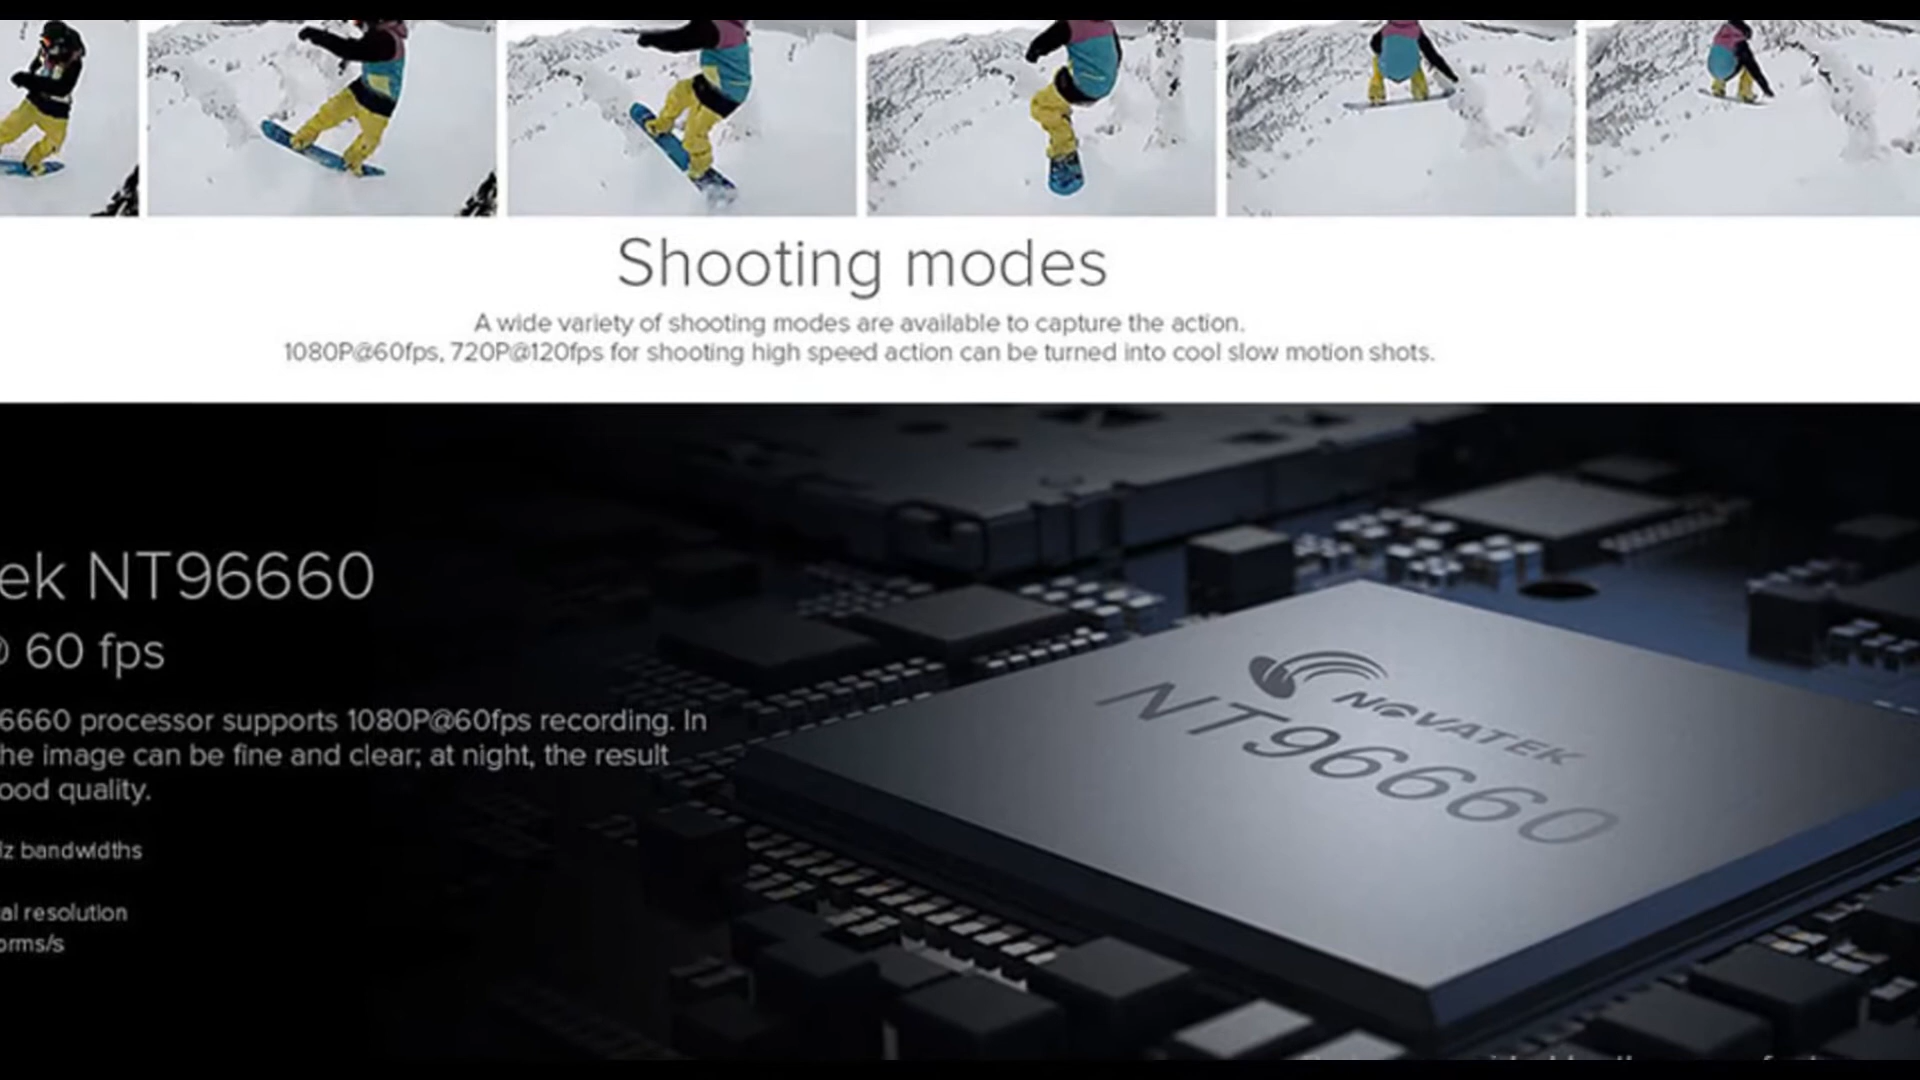 Shooting modes
A wide variety of shooting modes are available to capture the action.
1080P@60fps, 720P@120fps for shooting high speed action can be turned into cool slow motion shots.
ek NT96660
@ 60 fps
6660 processor supports 1080P@60fps recording. In
he image can be fine and clear; at night, the result
ood quality.
lz bandwidths
al resolution
orms/s
NOVATEK
NT96660